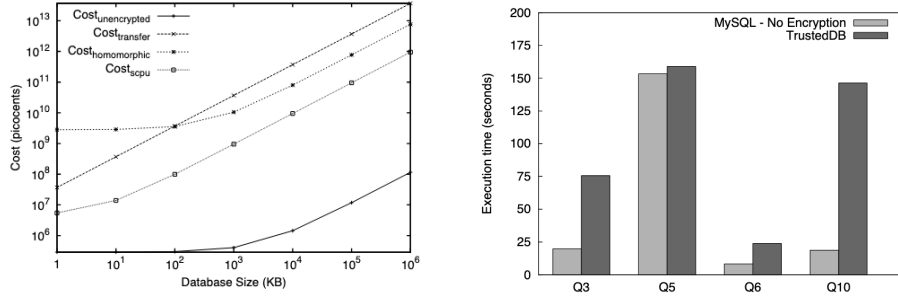 10^13
10^12
10^11
10^10
10^9
10^8
10^7
10^6
Cost (picocents)
Cost_unencrypted
Cost_transfer
Cost_homomorphic
Cost_scpu
1 10^1 10^2 10^3 10^4 10^5 10^6
Database Size (KB)
200
175
150
125
100
75
50
25
0
Execution time (seconds)
MySQL - No Encryption
TrustedDB
Q3 Q5 Q6 Q10